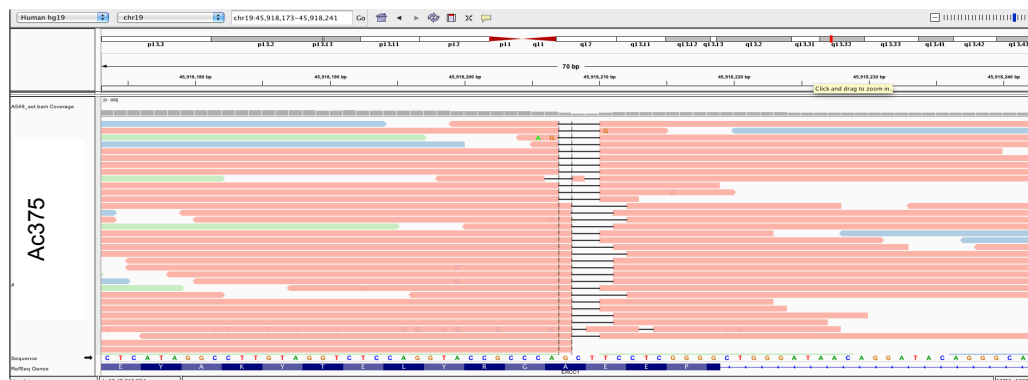 Human hg19 chr19 chr19:45,918,173-45,918,241 Go
p13.3 p13.2 p13.13 p13.11 p12 p11 q11 q12 q13.11 q13.12 q13.13 q13.2 q13.31 q13.32 q13.33 q13.41 q13.42 q13.43
70 bp
45,918,180 bp 45,918,190 bp 45,918,200 bp 45,918,210 bp 45,918,220 bp 45,918,230 bp 45,918,240 bp
Click and drag to zoom in.
A549_set.bam Coverage
A G G
Ac375
A
Sequence C T C A T A G G C C T T G T A G G T C T C C A G G T A C C G C C C A G C T T C C T C G G G G C T G G G A T A A C A G G A T A C A G G G C A
RefSeq Genes E Y A K Y T E L Y R G A E E P
ERCC1